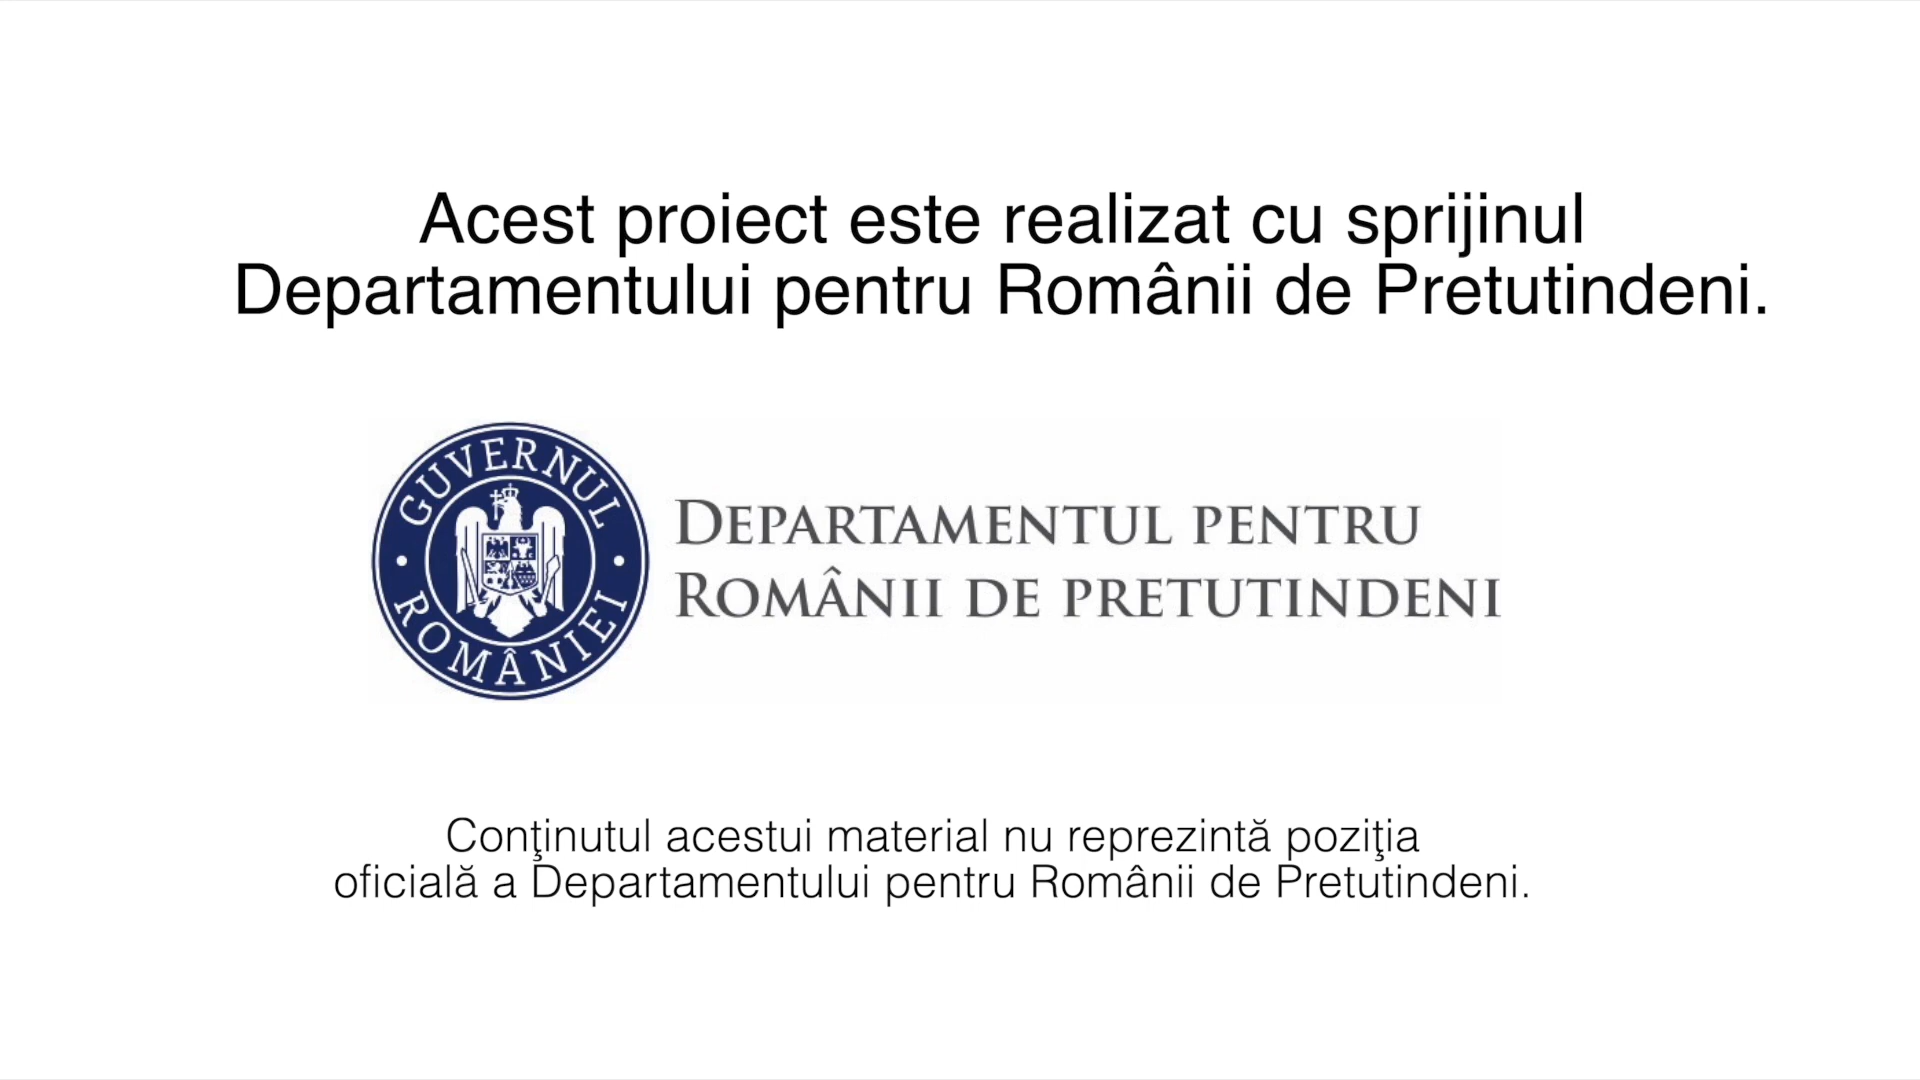 Acest proiect este realizat cu sprijinul
Departamentului pentru Românii de Pretutindeni.
GUVERNUL ROMÂNIEI
DEPARTAMENTUL PENTRU
ROMÂNII DE PRETUTINDENI
Conţinutul acestui material nu reprezintă poziţia
oficială a Departamentului pentru Românii de Pretutindeni.